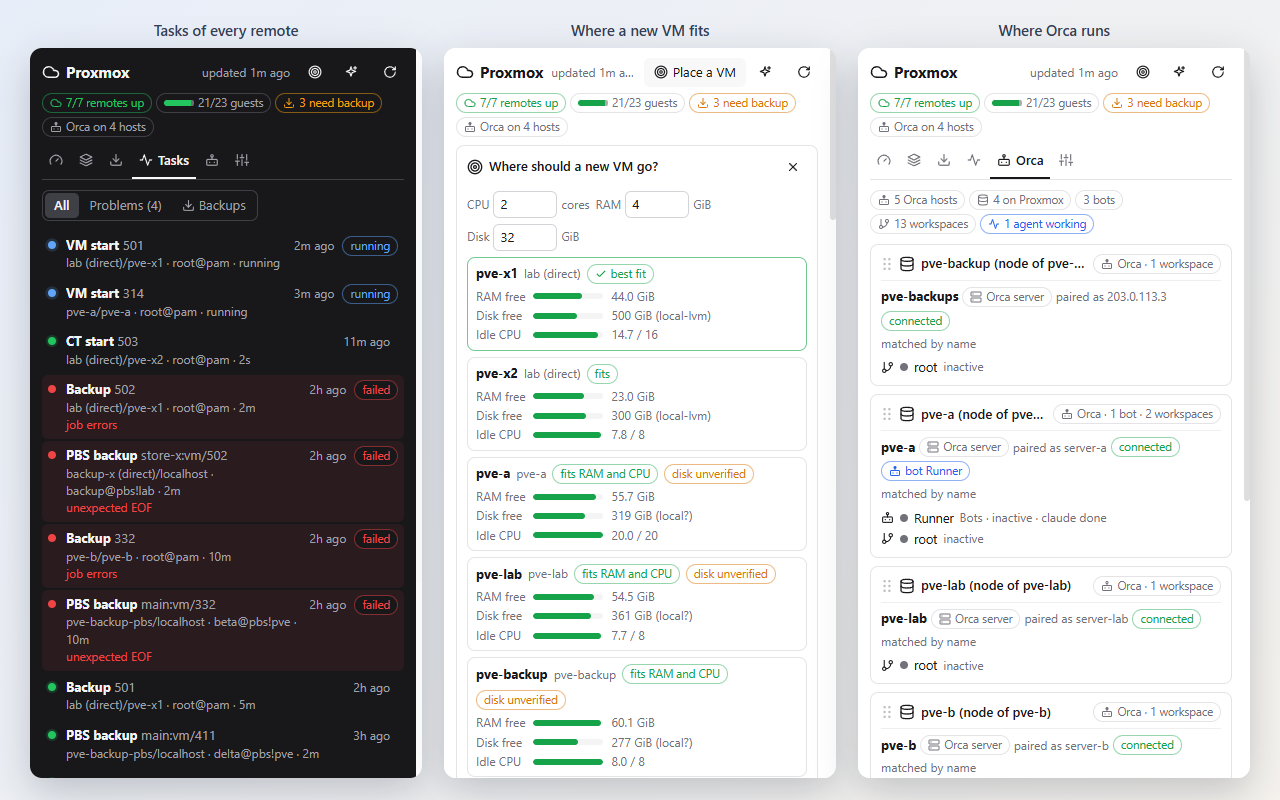 Tasks of every remote
Proxmox
updated 1m ago
7/7 remotes up
21/23 guests
3 need backup
Orca on 4 hosts
Tasks
All
Problems (4)
Backups
VM start 501
2m ago
running
lab (direct)/pve-x1 · root@pam · running
VM start 314
3m ago
running
pve-a/pve-a · root@pam · running
CT start 503
11m ago
lab (direct)/pve-x2 · root@pam · 2s
Backup 502
2h ago
failed
lab (direct)/pve-x1 · root@pam · 2m
job errors
PBS backup store-x:vm/502
2h ago
failed
backup-x (direct)/localhost ·
backup@pbs!lab · 2m
unexpected EOF
Backup 332
2h ago
failed
pve-b/pve-b · root@pam · 10m
job errors
PBS backup main:vm/332
2h ago
failed
pve-backup-pbs/localhost · beta@pbs!pve ·
10m
unexpected EOF
Backup 501
2h ago
lab (direct)/pve-x1 · root@pam · 5m
PBS backup main:vm/411
3h ago
pve-backup-pbs/localhost · delta@pbs!pve · 2m
Where a new VM fits
Proxmox
updated 1m a...
Place a VM
7/7 remotes up
21/23 guests
3 need backup
Orca on 4 hosts
Where should a new VM go?
CPU 2 cores RAM 4 GiB
Disk 32 GiB
pve-x1 lab (direct) best fit
RAM free 44.0 GiB
Disk free 500 GiB (local-lvm)
Idle CPU 14.7 / 16
pve-x2 lab (direct) fits
RAM free 23.0 GiB
Disk free 300 GiB (local-lvm)
Idle CPU 7.8 / 8
pve-a pve-a fits RAM and CPU disk unverified
RAM free 55.7 GiB
Disk free 319 GiB (local?)
Idle CPU 20.0 / 20
pve-lab pve-lab fits RAM and CPU disk unverified
RAM free 54.5 GiB
Disk free 361 GiB (local?)
Idle CPU 7.7 / 8
pve-backup pve-backup fits RAM and CPU
disk unverified
RAM free 60.1 GiB
Disk free 277 GiB (local?)
Idle CPU 8.0 / 8
Where Orca runs
Proxmox
updated 1m ago
7/7 remotes up
21/23 guests
3 need backup
Orca on 4 hosts
Orca
5 Orca hosts
4 on Proxmox
3 bots
13 workspaces
1 agent working
pve-backup (node of pve-...
Orca · 1 workspace
pve-backups Orca server paired as 203.0.113.3
connected
matched by name
root inactive
pve-a (node of pve...
Orca · 1 bot · 2 workspaces
pve-a Orca server paired as server-a connected
bot Runner
matched by name
Runner Bots · inactive · claude done
root inactive
pve-lab (node of pve-lab)
Orca · 1 workspace
pve-lab Orca server paired as server-lab connected
matched by name
root inactive
pve-b (node of pve-b)
Orca · 1 workspace
pve-b Orca server paired as server-b connected
matched by name